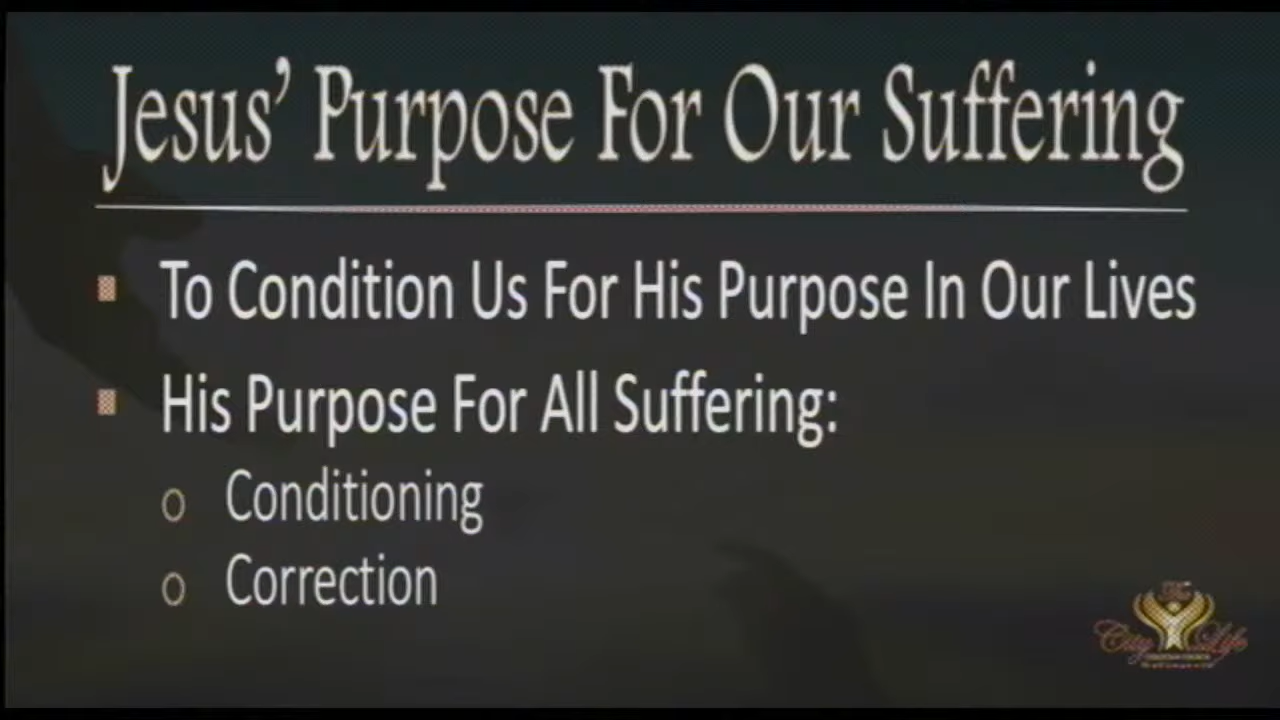 Jesus’ Purpose For Our Suffering
To Condition Us For His Purpose In Our Lives
His Purpose For All Suffering:
o Conditioning
o Correction
The
City Life